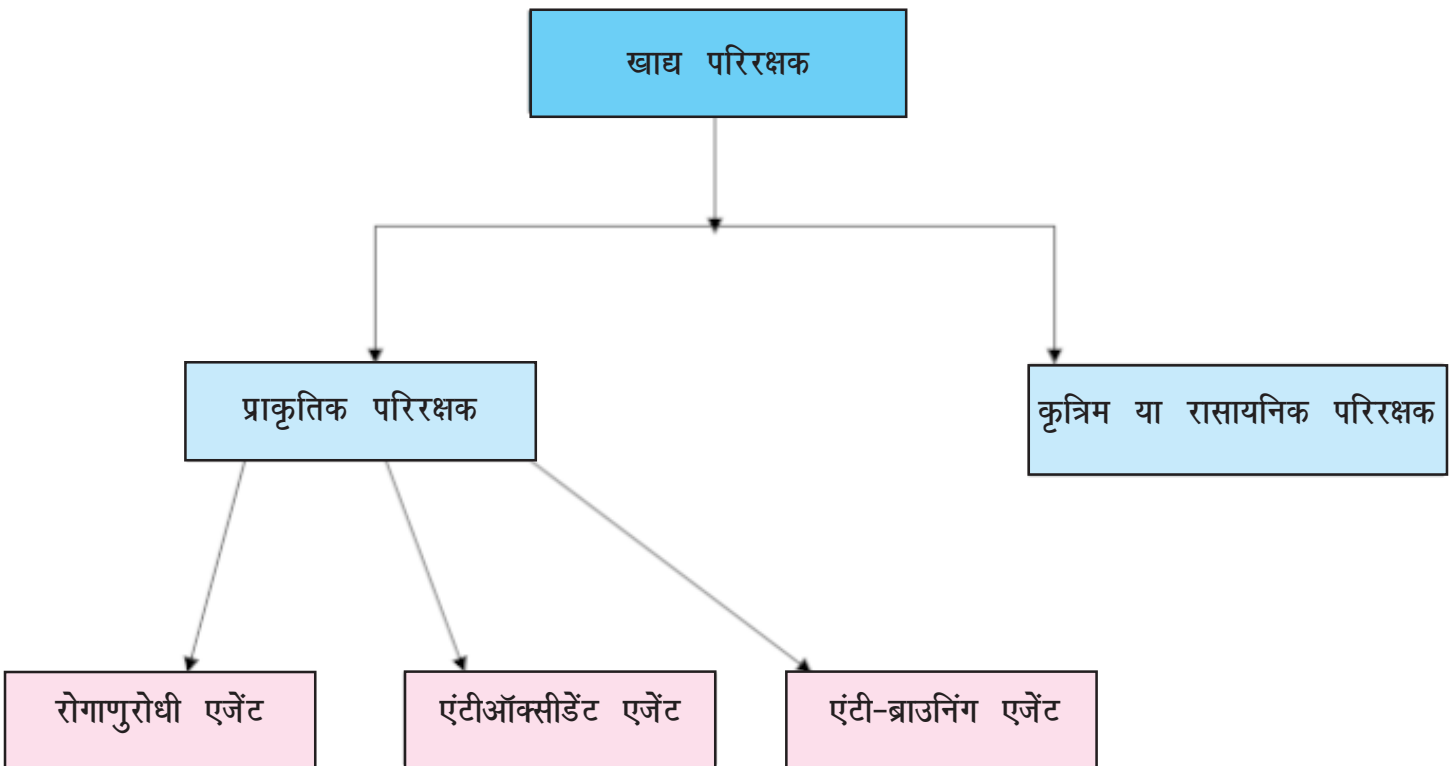 खाद्य परिरक्षक
प्राकृतिक परिरक्षक
कृत्रिम या रासायनिक परिरक्षक
रोगाणुरोधी एजेंट
एंटीऑक्सीडेंट एजेंट
एंटी-ब्राउनिंग एजेंट